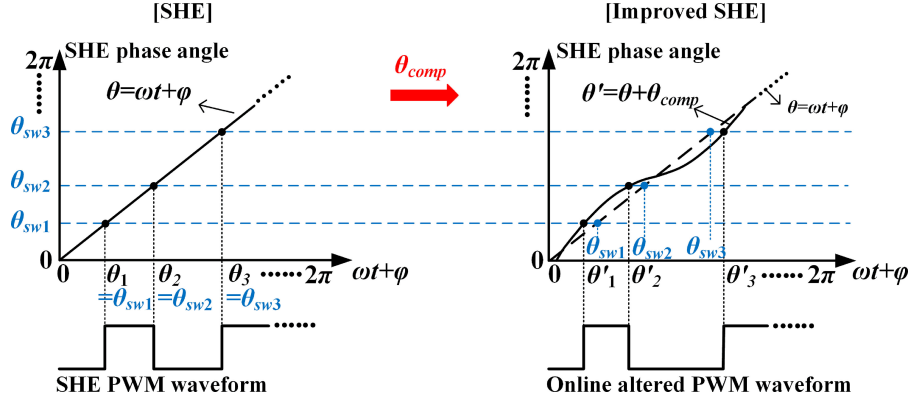 [SHE]
2π
SHE phase angle
θ=ωt+φ
θsw3
θsw2
θsw1
0
0 θ1 θ2 θ3 2π ωt+φ
=θsw1 =θsw2 =θsw3
SHE PWM waveform
θcomp
[Improved SHE]
2π
SHE phase angle
θ'=θ+θcomp
θ=ωt+φ
θsw1 θsw2 θsw3
0
0 θ'1 θ'2 θ'3 2π ωt+φ
Online altered PWM waveform